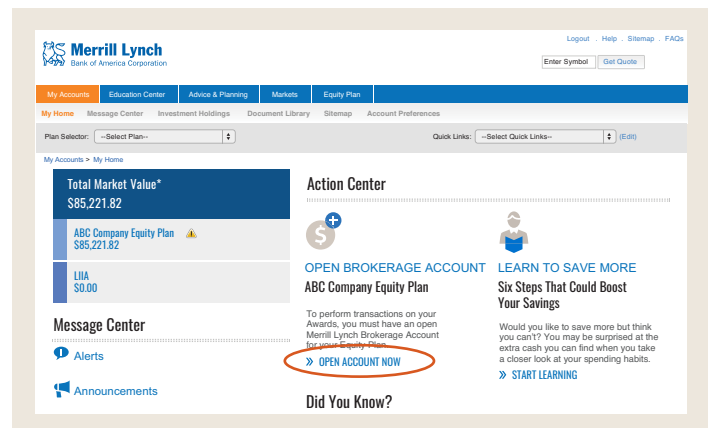 Logout . Help . Sitemap . FAQs
Merrill Lynch
Bank of America Corporation
Enter Symbol Get Quote
My Accounts Education Center Advice & Planning Markets Equity Plan
My Home Message Center Investment Holdings Document Library Sitemap Account Preferences
Plan Selector: --Select Plan-- Quick Links: --Select Quick Links-- (Edit)
My Accounts > My Home
Total Market Value*
$85,221.82
ABC Company Equity Plan
$85,221.82
LIIA
$0.00
Message Center
Alerts
Announcements
Action Center
OPEN BROKERAGE ACCOUNT
ABC Company Equity Plan
To perform transactions on your
Awards, you must have an open
Merrill Lynch Brokerage Account
for your Equity Plan.
» OPEN ACCOUNT NOW
LEARN TO SAVE MORE
Six Steps That Could Boost
Your Savings
Would you like to save more but think
you can't? You may be surprised at the
extra cash you can find when you take
a closer look at your spending habits.
» START LEARNING
Did You Know?